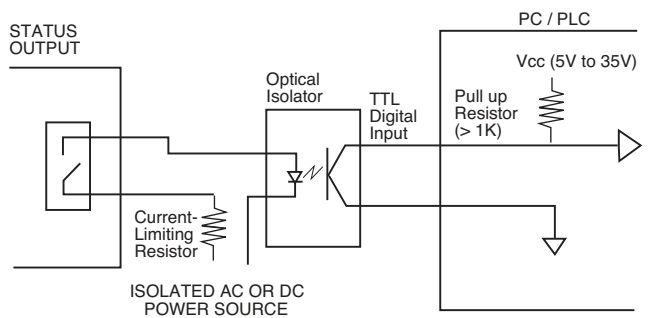 STATUS
OUTPUT
PC / PLC
Vcc (5V to 35V)
Optical
Isolator
TTL
Digital
Input
Pull up
Resistor
(> 1K)
Current-
Limiting
Resistor
ISOLATED AC OR DC
POWER SOURCE